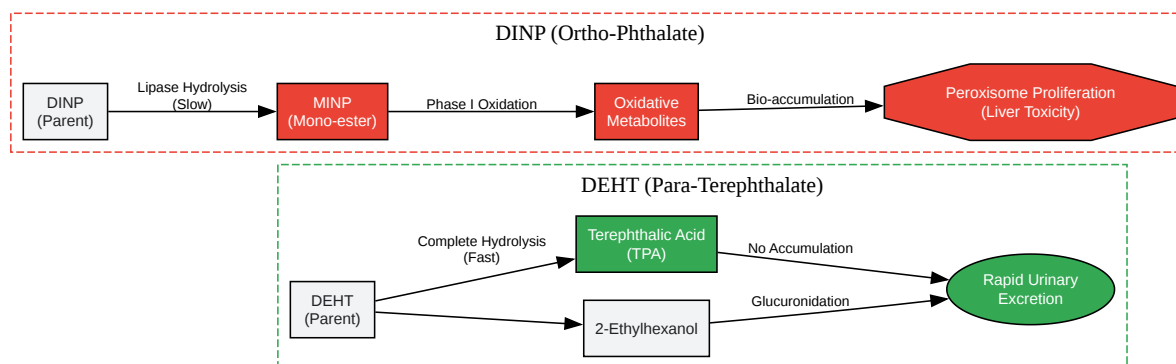 DINP (Ortho-Phthalate)
DINP
(Parent)
Lipase Hydrolysis
(Slow)
MINP
(Mono-ester)
Phase I Oxidation
Oxidative
Metabolites
Bio-accumulation
Peroxisome Proliferation
(Liver Toxicity)
DEHT (Para-Terephthalate)
DEHT
(Parent)
Complete Hydrolysis
(Fast)
Terephthalic Acid
(TPA)
No Accumulation
2-Ethylhexanol
Glucuronidation
Rapid Urinary
Excretion